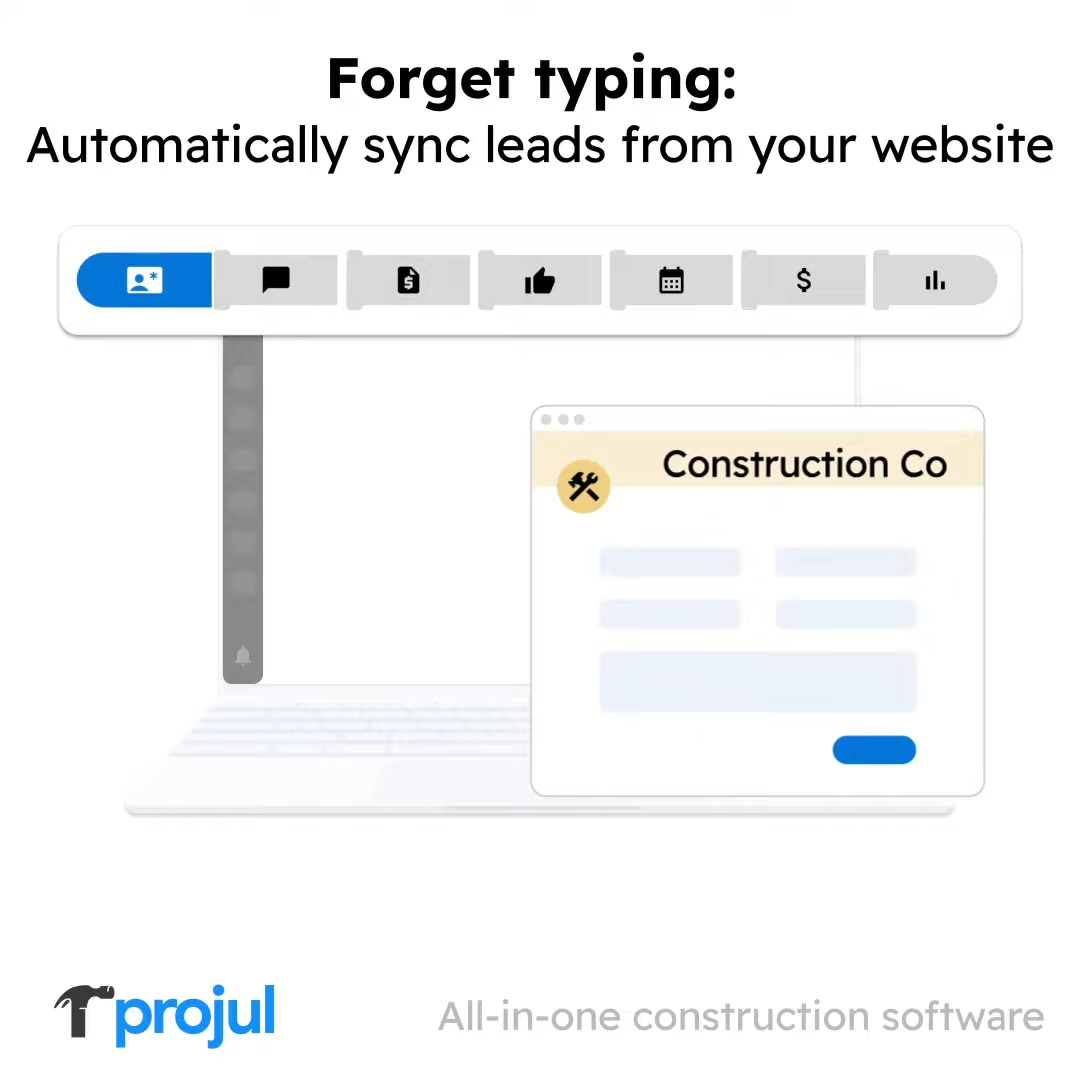 Forget typing:
Automatically sync leads from your website
Construction Co
projul
All-in-one construction software